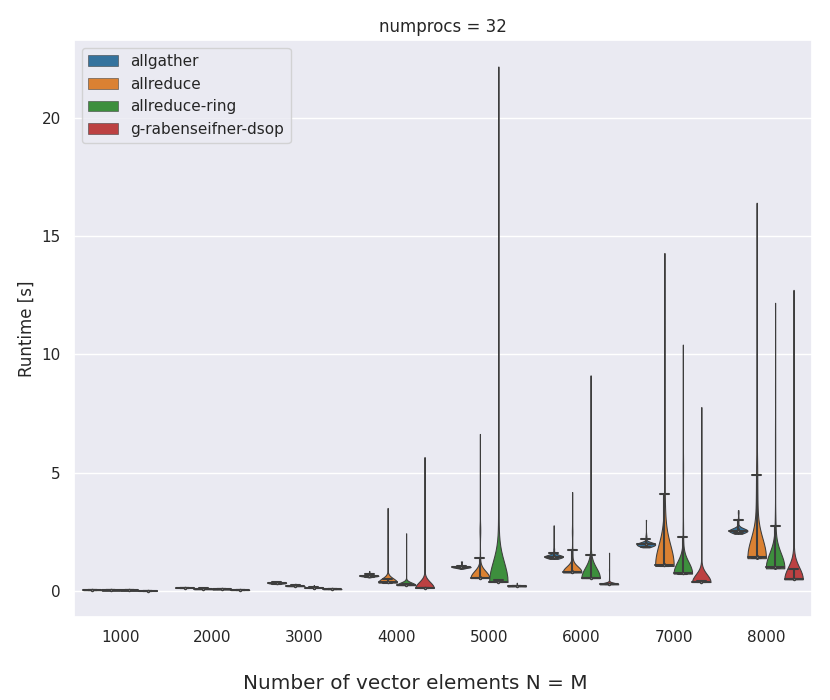 numprocs = 32
allgather
allreduce
allreduce-ring
g-rabenseifner-dsop
20
15
10
5
0
Runtime [s]
1000 2000 3000 4000 5000 6000 7000 8000
Number of vector elements N = M